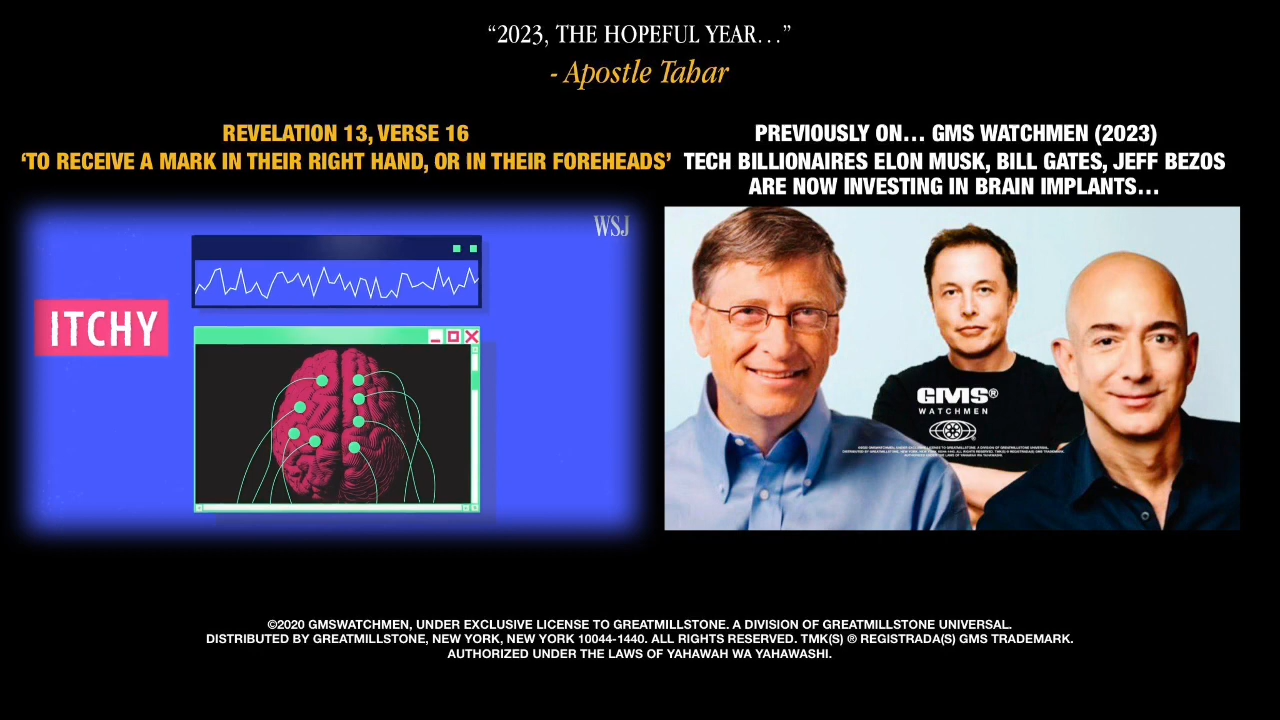 “2023, THE HOPEFUL YEAR...”
- Apostle Tahar
REVELATION 13, VERSE 16
‘TO RECEIVE A MARK IN THEIR RIGHT HAND, OR IN THEIR FOREHEADS’
WSJ
ITCHY
PREVIOUSLY ON... GMS WATCHMEN (2023)
TECH BILLIONAIRES ELON MUSK, BILL GATES, JEFF BEZOS
ARE NOW INVESTING IN BRAIN IMPLANTS...
GMS®
WATCHMEN
©2020 GMSWATCHMEN, UNDER EXCLUSIVE LICENSE TO GREATMILLSTONE. A DIVISION OF GREATMILLSTONE UNIVERSAL.
DISTRIBUTED BY GREATMILLSTONE, NEW YORK, NEW YORK 10044-1440. ALL RIGHTS RESERVED. TMK(S) ® REGISTRADA(S) GMS TRADEMARK.
AUTHORIZED UNDER THE LAWS OF YAHAWAH WA YAHAWASHI.